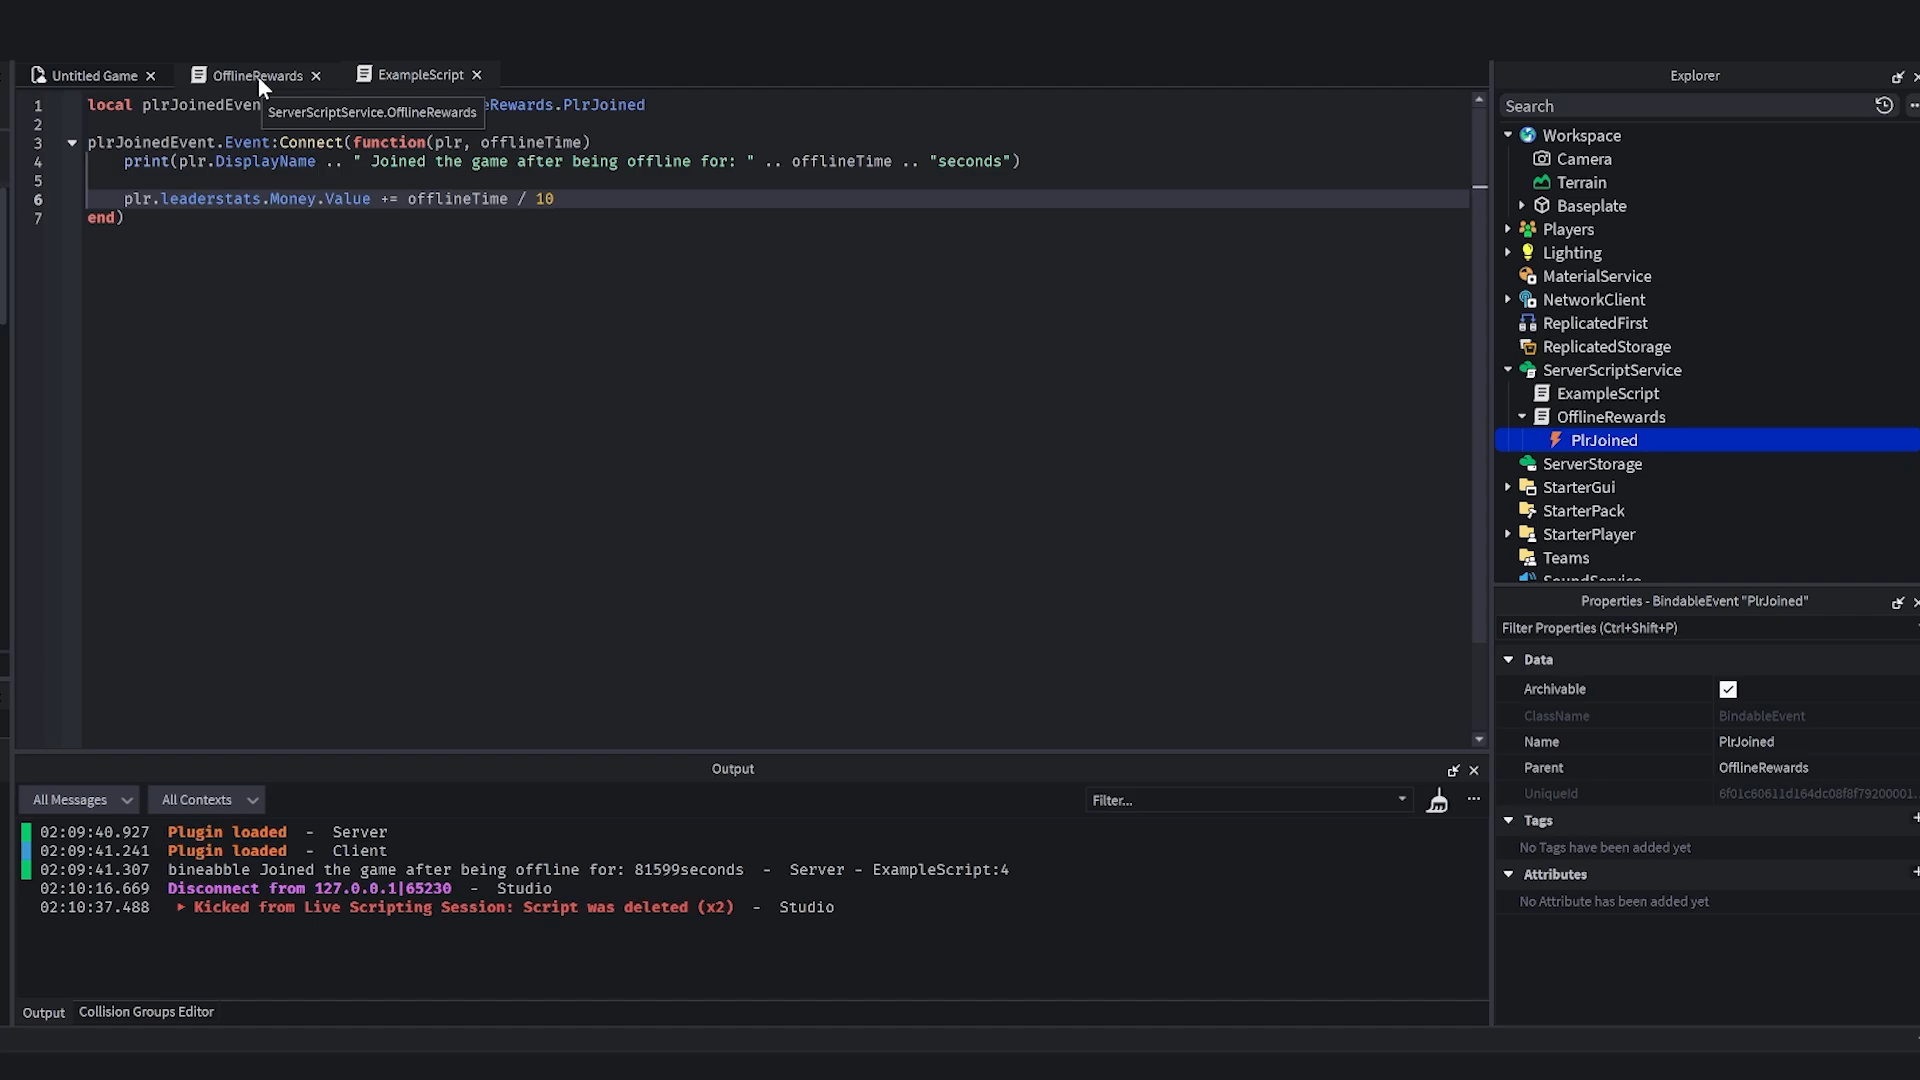 Untitled Game
OfflineRewards
ExampleScript
Explorer
1 local plrJoinedEven eRewards.PlrJoined
ServerScriptService.OfflineRewards
2
3 plrJoinedEvent.Event:Connect(function(plr, offlineTime)
4 print(plr.DisplayName .. " Joined the game after being offline for: " .. offlineTime .. "seconds")
5
6 plr.leaderstats.Money.Value += offlineTime / 10
7 end)
Search
Workspace
Camera
Terrain
Baseplate
Players
Lighting
MaterialService
NetworkClient
ReplicatedFirst
ReplicatedStorage
ServerScriptService
ExampleScript
OfflineRewards
PlrJoined
ServerStorage
StarterGui
StarterPack
StarterPlayer
Teams
SoundService
Properties - BindableEvent "PlrJoined"
Filter Properties (Ctrl+Shift+P)
Data
Archivable
ClassName BindableEvent
Name PlrJoined
Parent OfflineRewards
UniqueId 6f01c60611d164dc08f8f79200001...
Tags
No Tags have been added yet
Attributes
No Attribute has been added yet
Output
All Messages
All Contexts
Filter...
02:09:40.927 Plugin loaded - Server
02:09:41.241 Plugin loaded - Client
02:09:41.307 bineabble Joined the game after being offline for: 81599seconds - Server - ExampleScript:4
02:10:16.669 Disconnect from 127.0.0.1|65230 - Studio
02:10:37.488 Kicked from Live Scripting Session: Script was deleted (x2) - Studio
Output
Collision Groups Editor